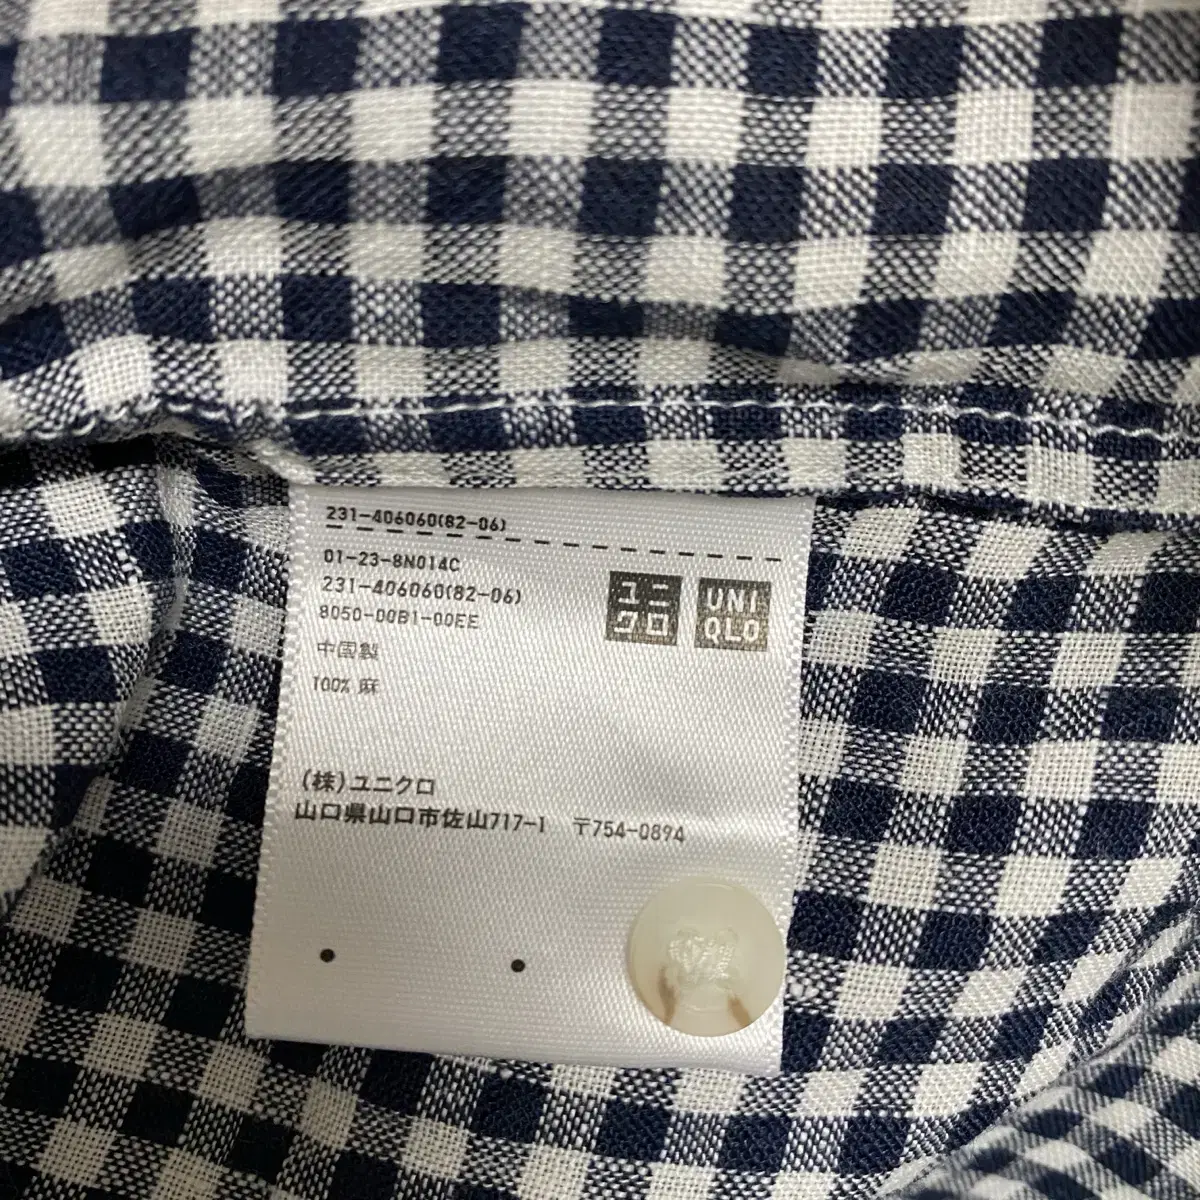 231-406060(82-06)
01-23-8N014C
231-406060(82-06)
8050-00B1-00EE
中国製
100% 麻
ユニ
クロ
UNI
QLO
(株)ユニクロ
山口県山口市佐山717-1 〒754-0894